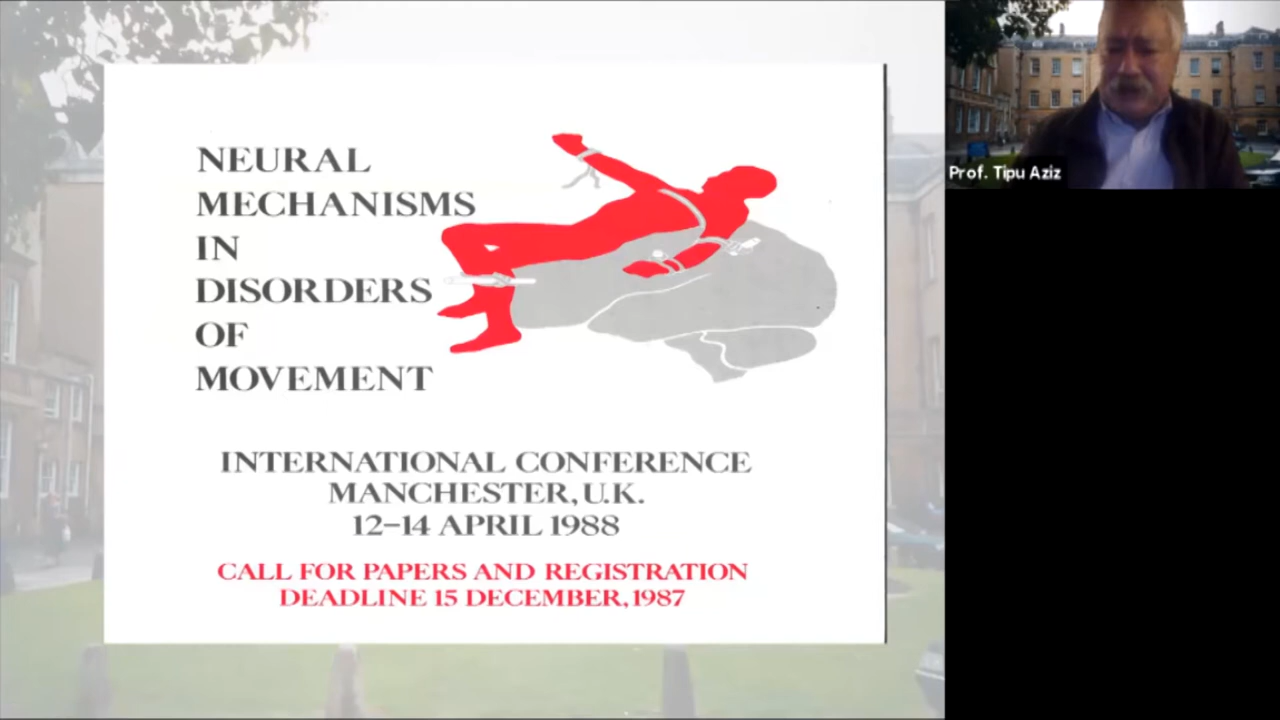 NEURAL
MECHANISMS
IN
DISORDERS
OF
MOVEMENT
INTERNATIONAL CONFERENCE
MANCHESTER, U.K.
12–14 APRIL 1988
CALL FOR PAPERS AND REGISTRATION
DEADLINE 15 DECEMBER, 1987
Prof. Tipu Aziz